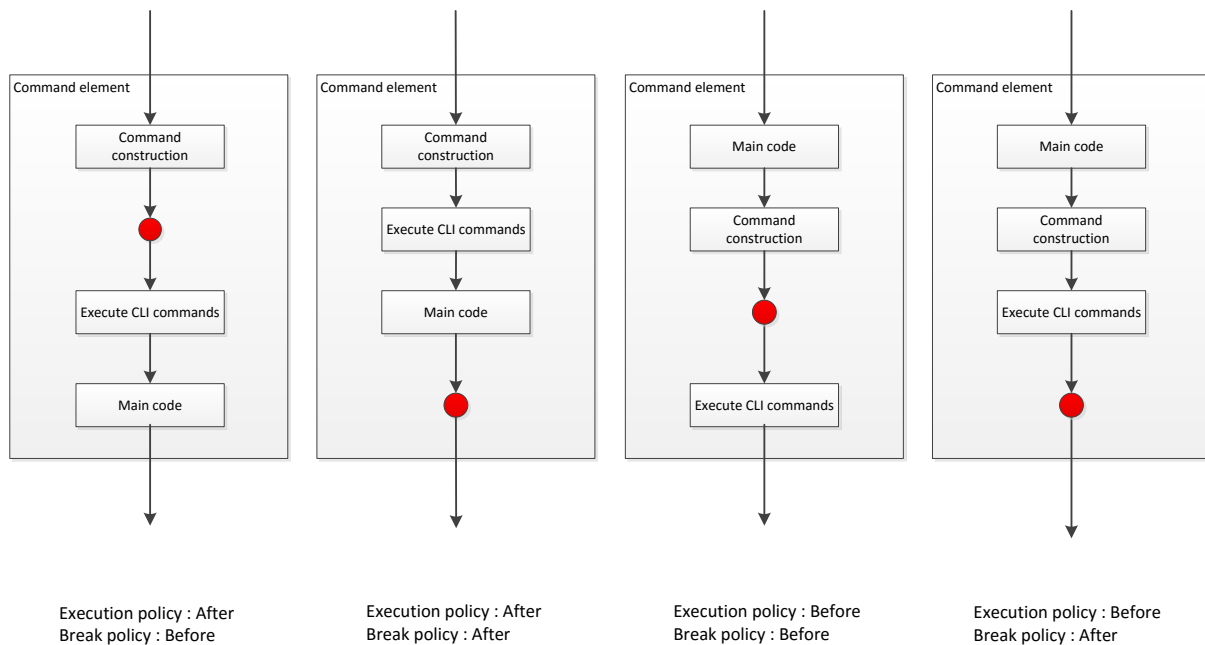 Command element
Command
construction
Execute CLI commands
Main code
Execution policy : After
Break policy : Before
Command element
Command
construction
Execute CLI commands
Main code
Execution policy : After
Break policy : After
Command element
Main code
Command
construction
Execute CLI commands
Execution policy : Before
Break policy : Before
Command element
Main code
Command
construction
Execute CLI commands
Execution policy : Before
Break policy : After